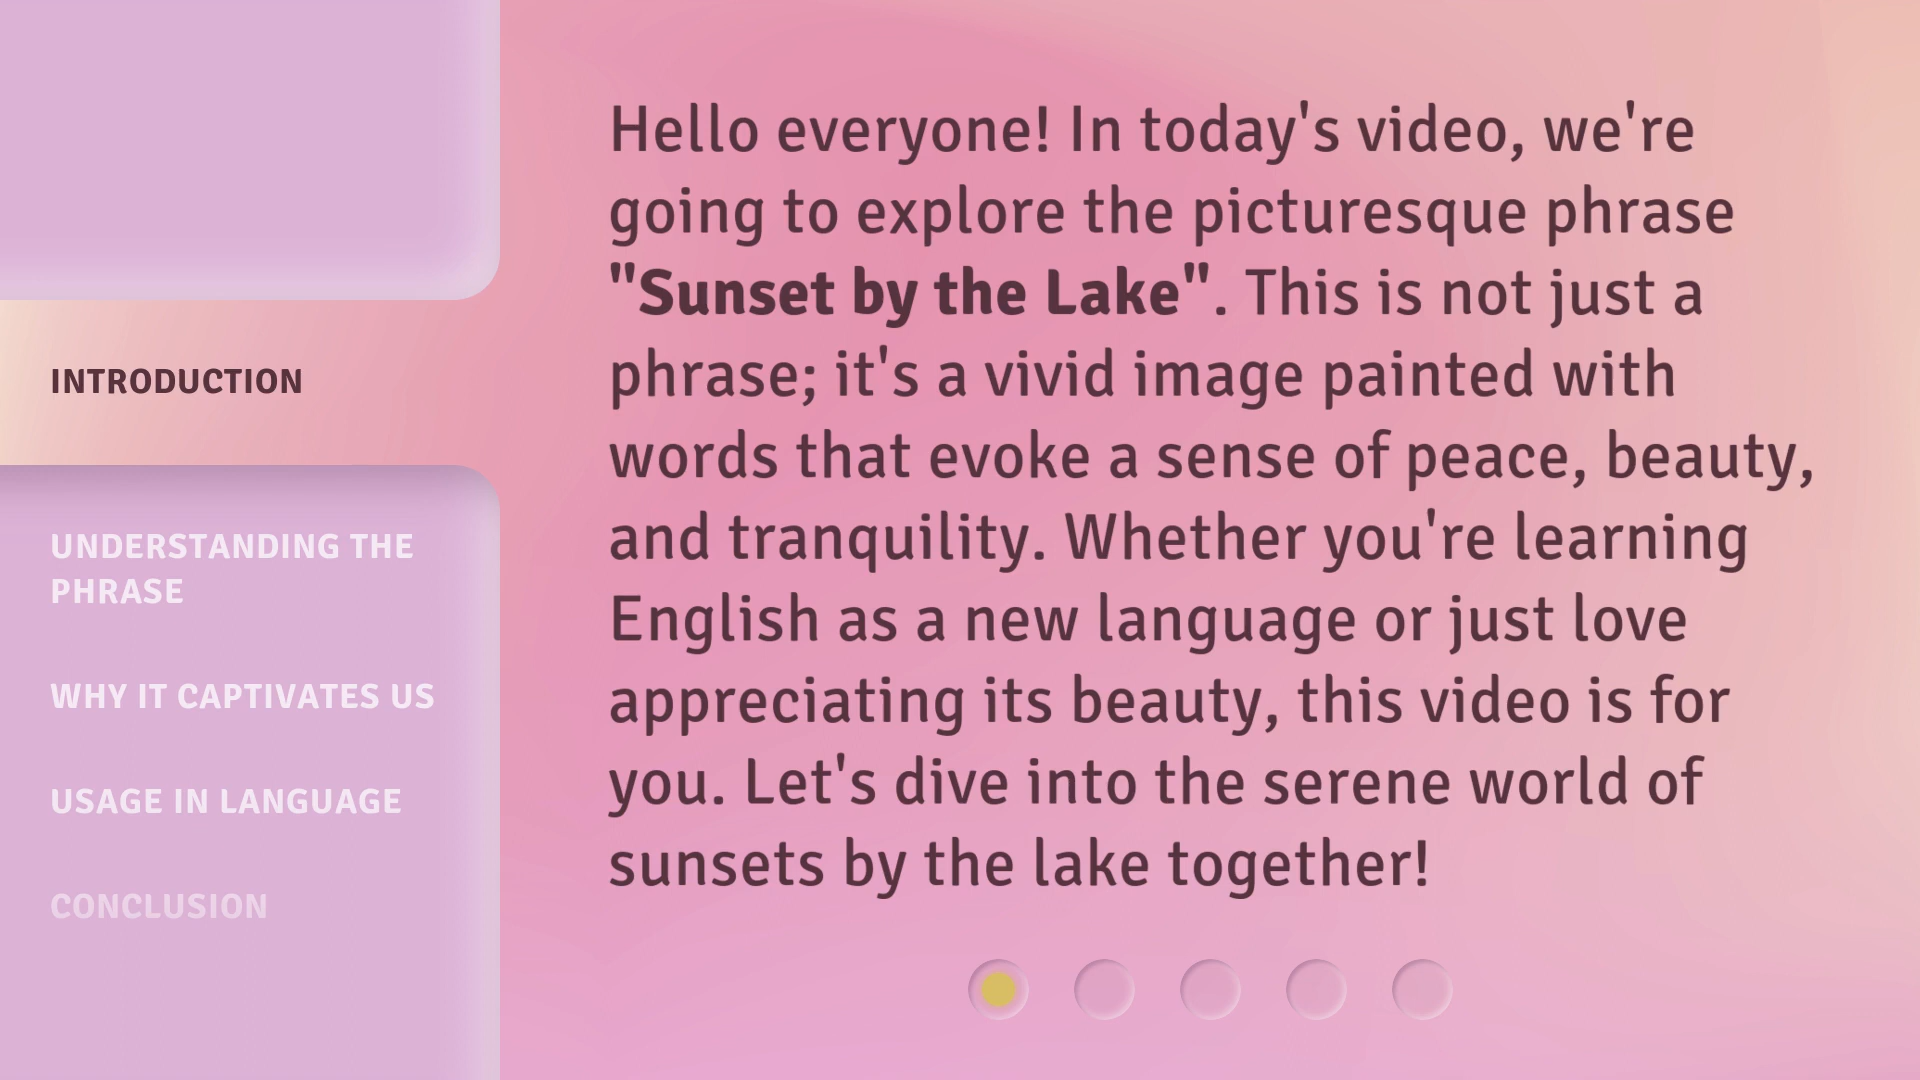 INTRODUCTION
UNDERSTANDING THE
PHRASE
WHY IT CAPTIVATES US
USAGE IN LANGUAGE
CONCLUSION
Hello everyone! In today's video, we're
going to explore the picturesque phrase
"Sunset by the Lake". This is not just a
phrase; it's a vivid image painted with
words that evoke a sense of peace, beauty,
and tranquility. Whether you're learning
English as a new language or just love
appreciating its beauty, this video is for
you. Let's dive into the serene world of
sunsets by the lake together!